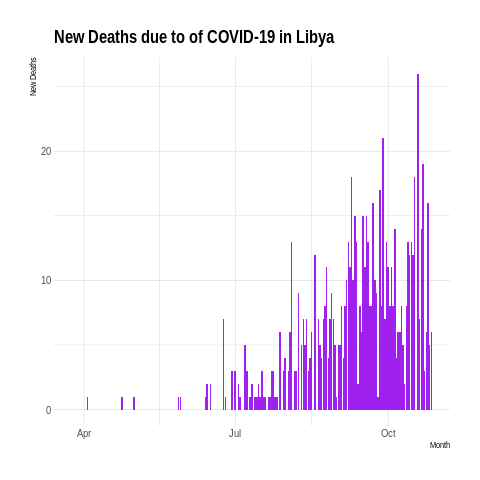 New Deaths due to of COVID-19 in Libya
New Deaths
20
10
0
Apr
Jul
Oct
Month